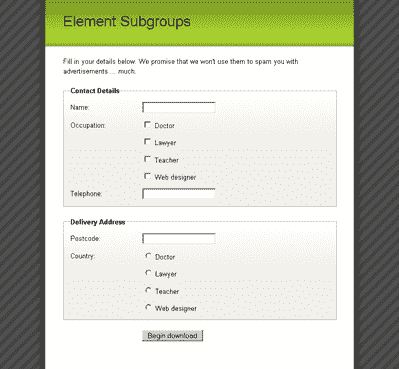 Element Subgroups
Fill in your details below. We promise that we won't use them to spam you with
advertisements.... much.
Contact Details
Name:
Occupation:
Doctor
Lawyer
Teacher
Web designer
Telephone:
Delivery Address
Postcode:
Country:
Doctor
Lawyer
Teacher
Web designer
Begin download